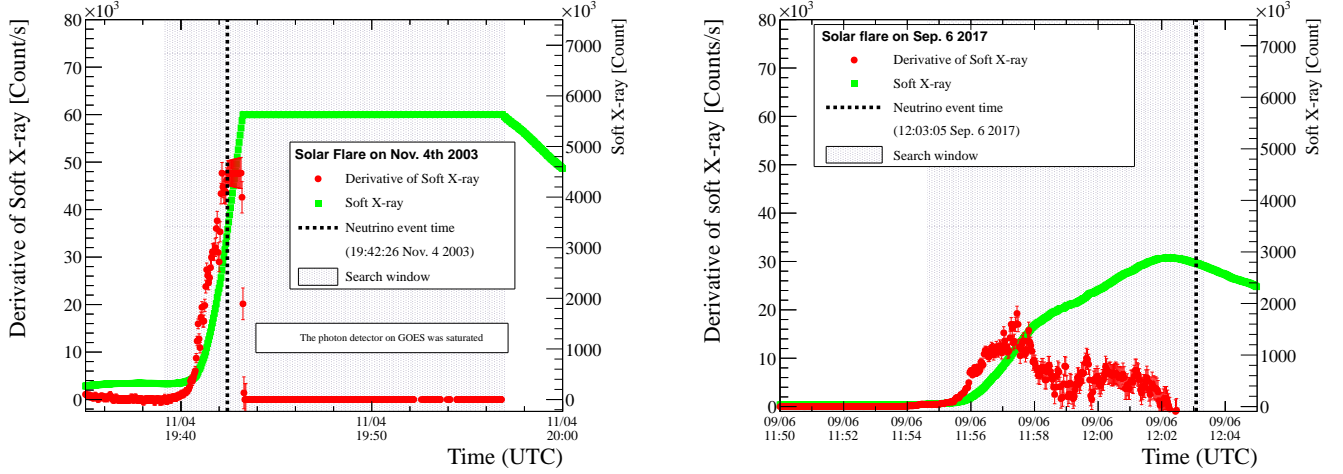 ×10³
×10³
80
70
60
50
40
30
20
10
0
Derivative of Soft X-ray [Counts/s]
7000
6000
5000
4000
3000
2000
1000
0
Soft X-ray [Count]
Solar Flare on Nov. 4th 2003
Derivative of Soft X-ray
Soft X-ray
Neutrino event time
(19:42:26 Nov. 4 2003)
Search window
The photon detector on GOES was saturated
11/04 11/04 11/04
19:40 19:50 20:00
Time (UTC)
×10³
×10³
80
70
60
50
40
30
20
10
0
Derivative of soft X-ray [Counts/s]
7000
6000
5000
4000
3000
2000
1000
0
Soft X-ray [Count]
Solar flare on Sep. 6 2017
Derivative of Soft X-ray
Soft X-ray
Neutrino event time
(12:03:05 Sep. 6 2017)
Search window
09/06 09/06 09/06 09/06 09/06 09/06 09/06 09/06
11:50 11:52 11:54 11:56 11:58 12:00 12:02 12:04
Time (UTC)